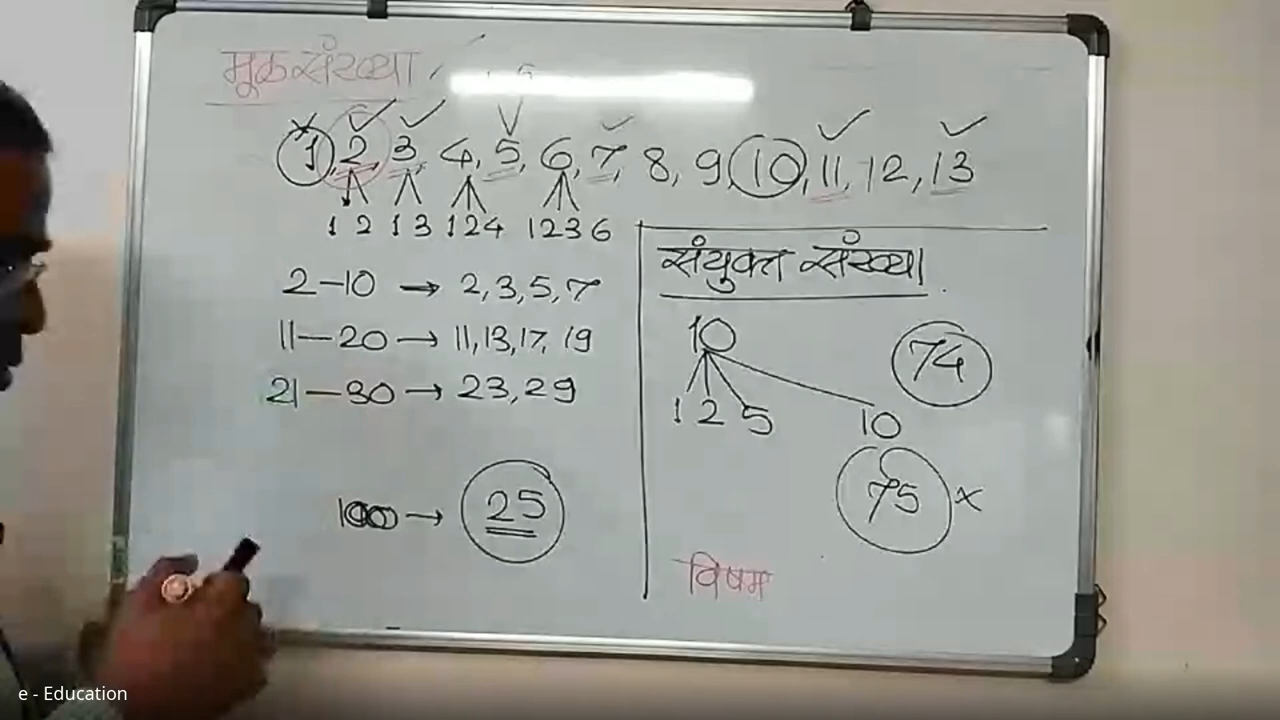 मूळसंख्या
1, 2, 3, 4, 5, 6, 7, 8, 9, 10, 11, 12, 13
1 2 1 3 1 2 4 1 2 3 6
2-10 → 2, 3, 5, 7
11-20 → 11, 13, 17, 19
21-30 → 23, 29
100 → 25
संयुक्त संख्या
10
74
1 2 5 10
75 ×
विषम
e - Education